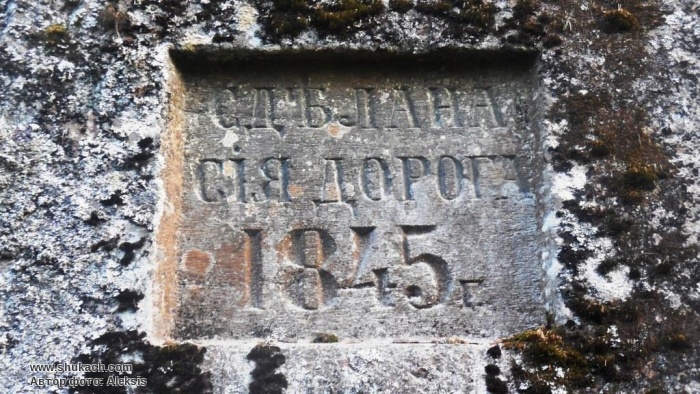 СДѢЛАНА
СІЯ ДОРОГА
1845 г.
www.shukach.com
Автор фото: Aleksis